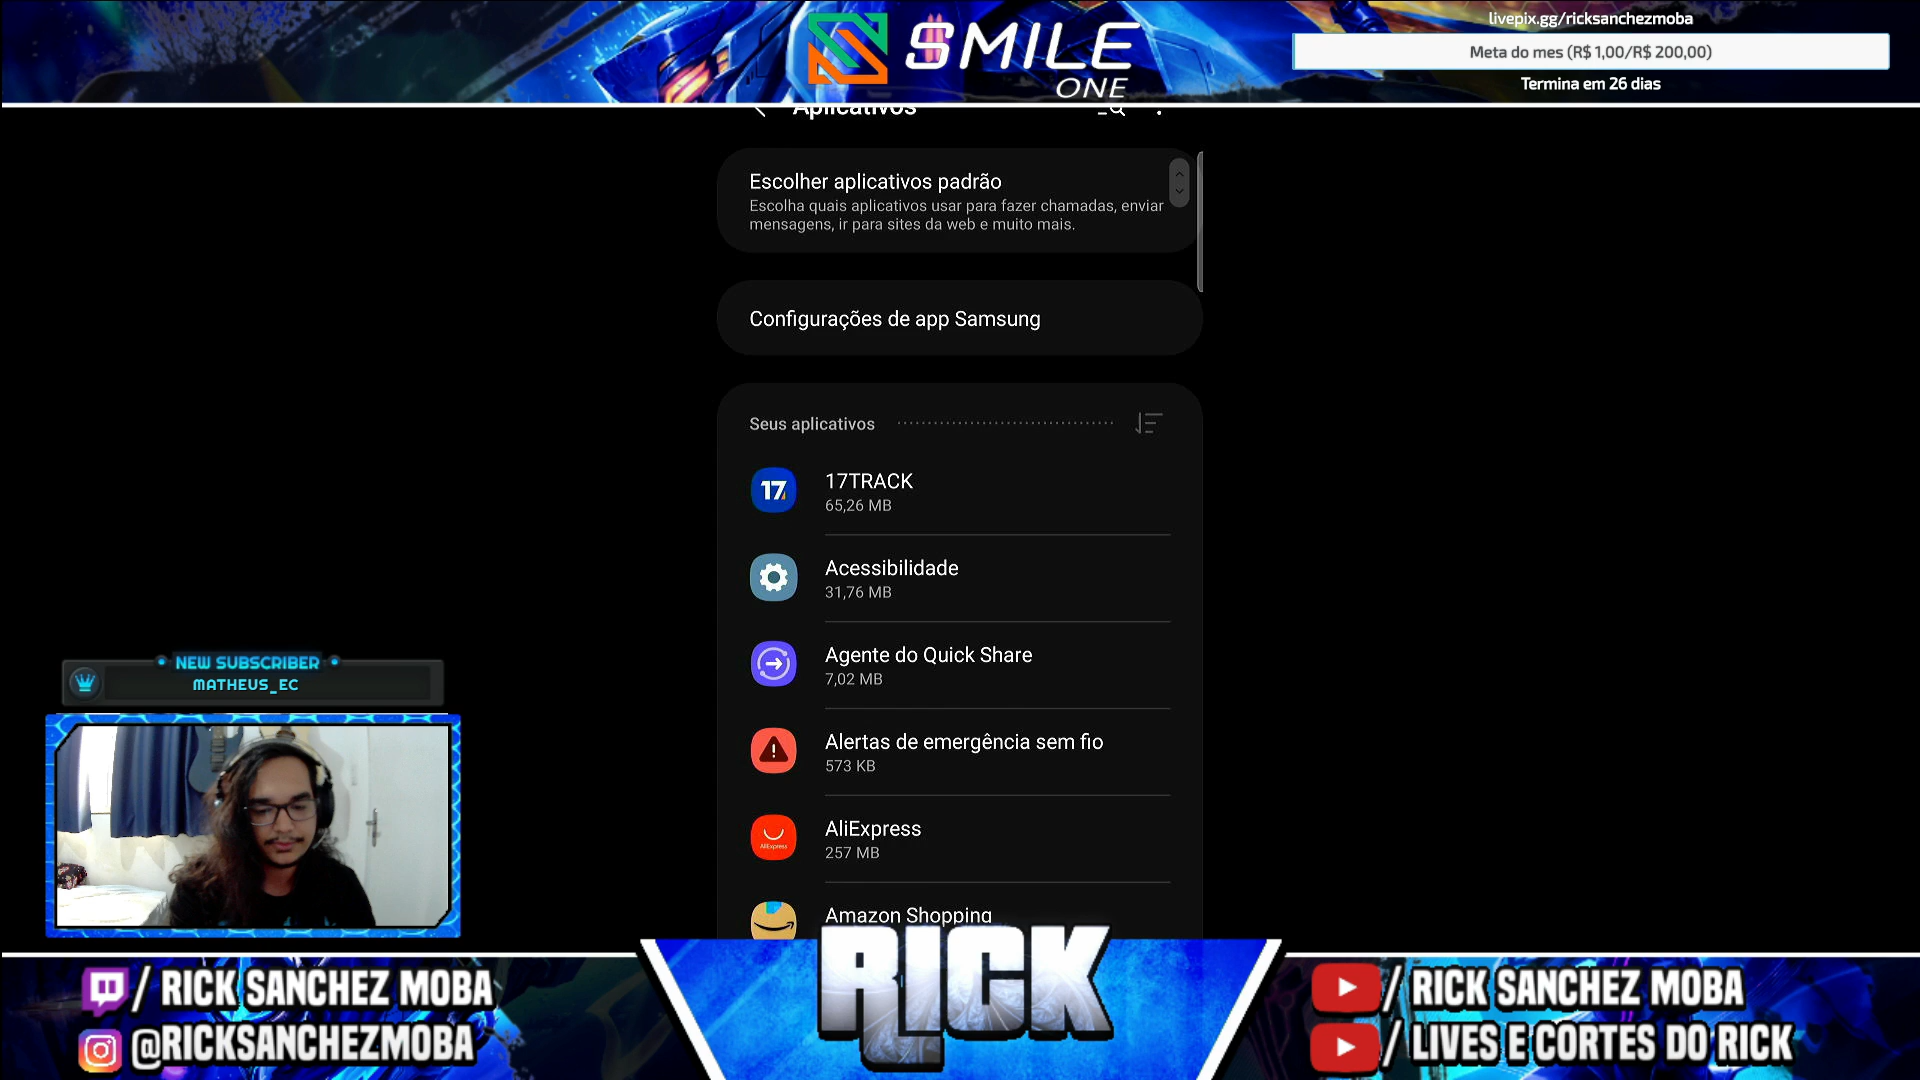 SMILE
ONE
livepix.gg/ricksanchezmoba
Meta do mes (R$ 1,00/R$ 200,00)
Termina em 26 dias
Aplicativos
Escolher aplicativos padrão
Escolha quais aplicativos usar para fazer chamadas, enviar
mensagens, ir para sites da web e muito mais.
Configurações de app Samsung
Seus aplicativos
17
17TRACK
65,26 MB
Acessibilidade
31,76 MB
Agente do Quick Share
7,02 MB
Alertas de emergência sem fio
573 KB
AliExpress
AliExpress
257 MB
Amazon Shopping
NEW SUBSCRIBER
MATHEUS_EC
/ RICK SANCHEZ MOBA
@RICKSANCHEZMOBA
RICK
/ RICK SANCHEZ MOBA
/ LIVES E CORTES DO RICK